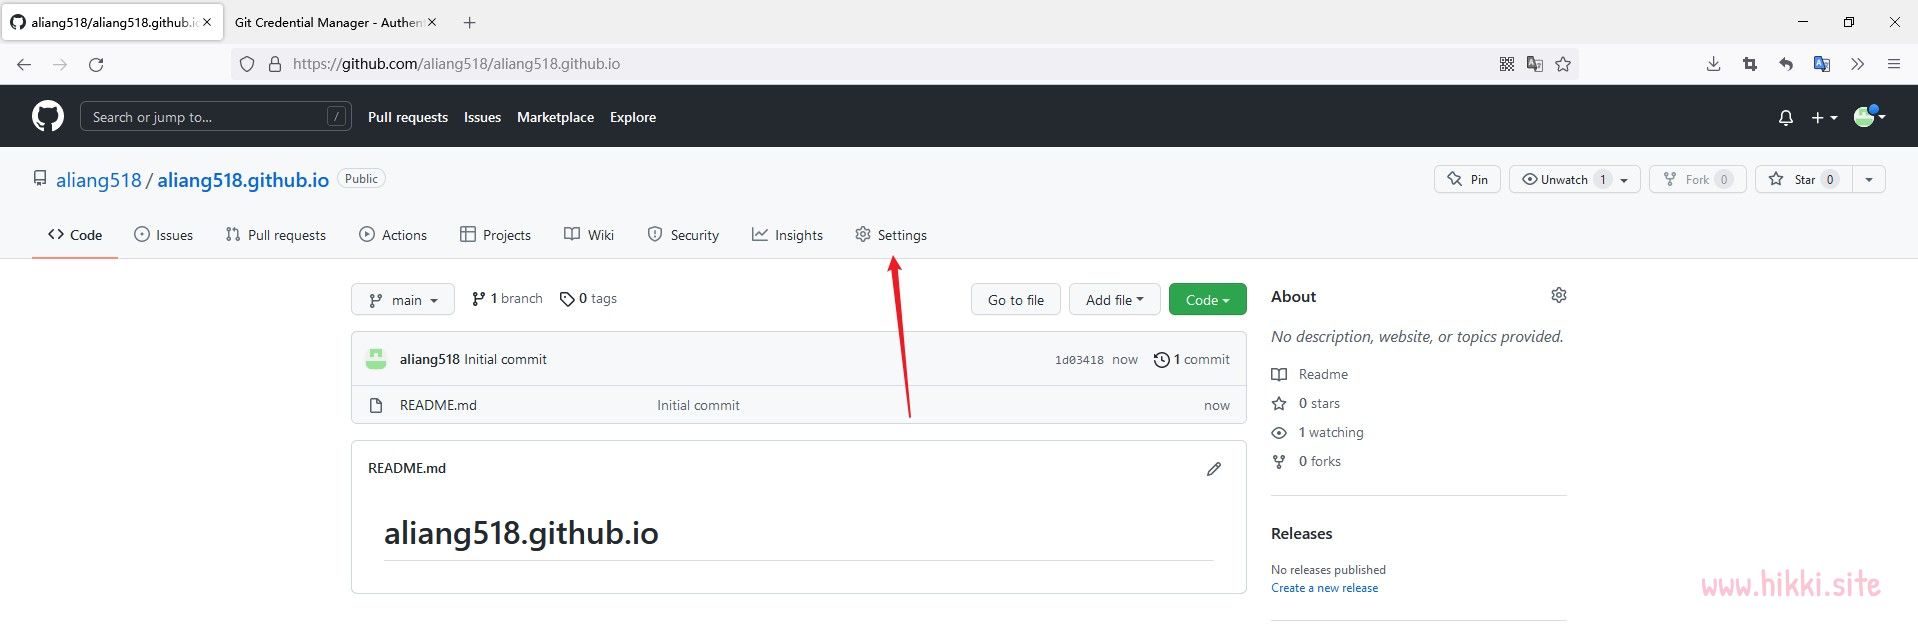 aliang518/aliang518.github.io
Git Credential Manager - Authen
https://github.com/aliang518/aliang518.github.io
Search or jump to...
/
Pull requests
Issues
Marketplace
Explore
aliang518 / aliang518.github.io
Public
Pin
Unwatch 1
Fork 0
Star 0
Code
Issues
Pull requests
Actions
Projects
Wiki
Security
Insights
Settings
main
1 branch
0 tags
Go to file
Add file
Code
aliang518 Initial commit
1d03418 now
1 commit
README.md
Initial commit
now
README.md
aliang518.github.io
About
No description, website, or topics provided.
Readme
0 stars
1 watching
0 forks
Releases
No releases published
Create a new release
www.hikki.site